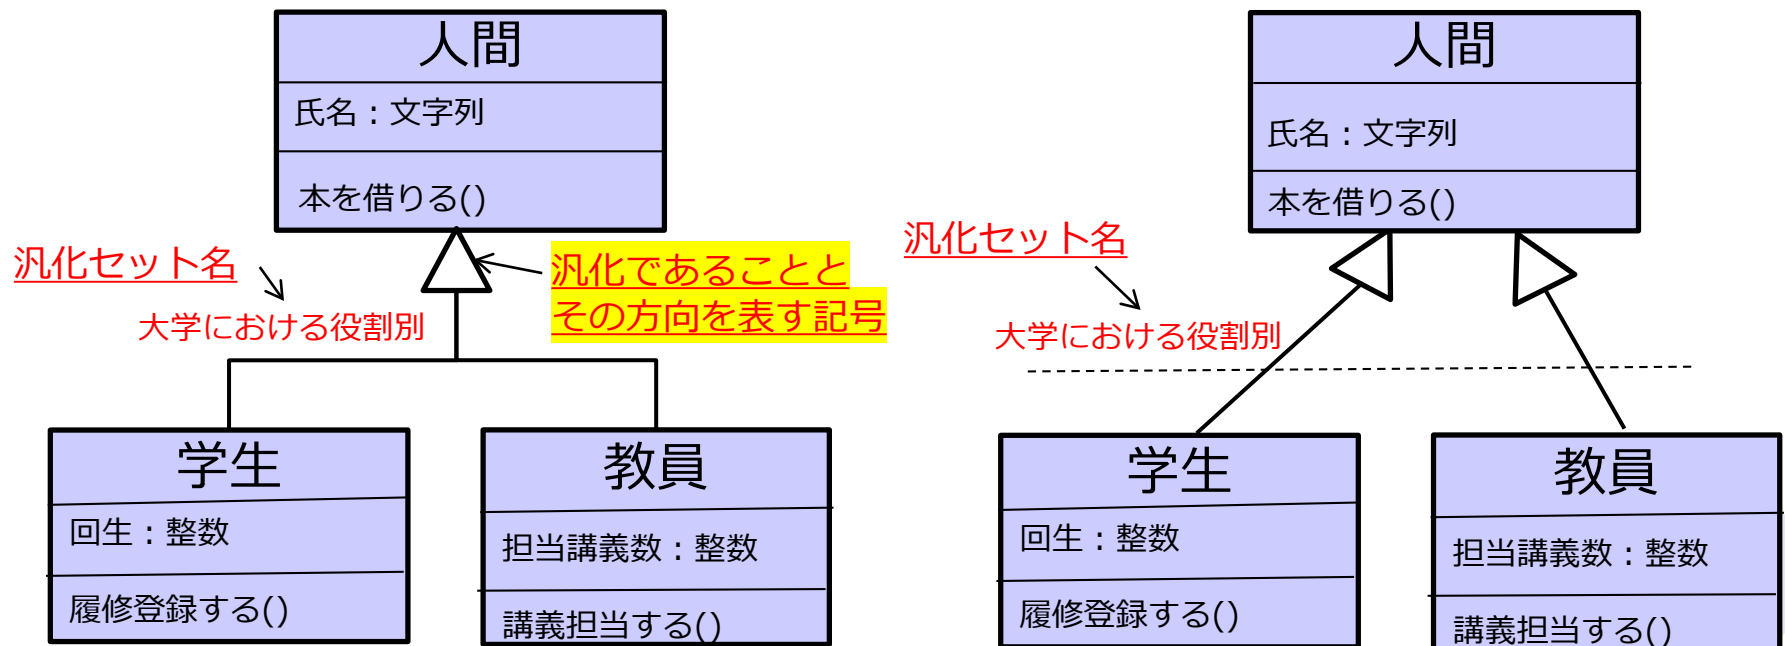 人間
氏名：文字列
本を借りる()
汎化セット名
汎化であることと
その方向を表す記号
大学における役割別
学生
回生：整数
履修登録する()
教員
担当講義数：整数
講義担当する()
人間
氏名：文字列
本を借りる()
汎化セット名
大学における役割別
学生
回生：整数
履修登録する()
教員
担当講義数：整数
講義担当する()